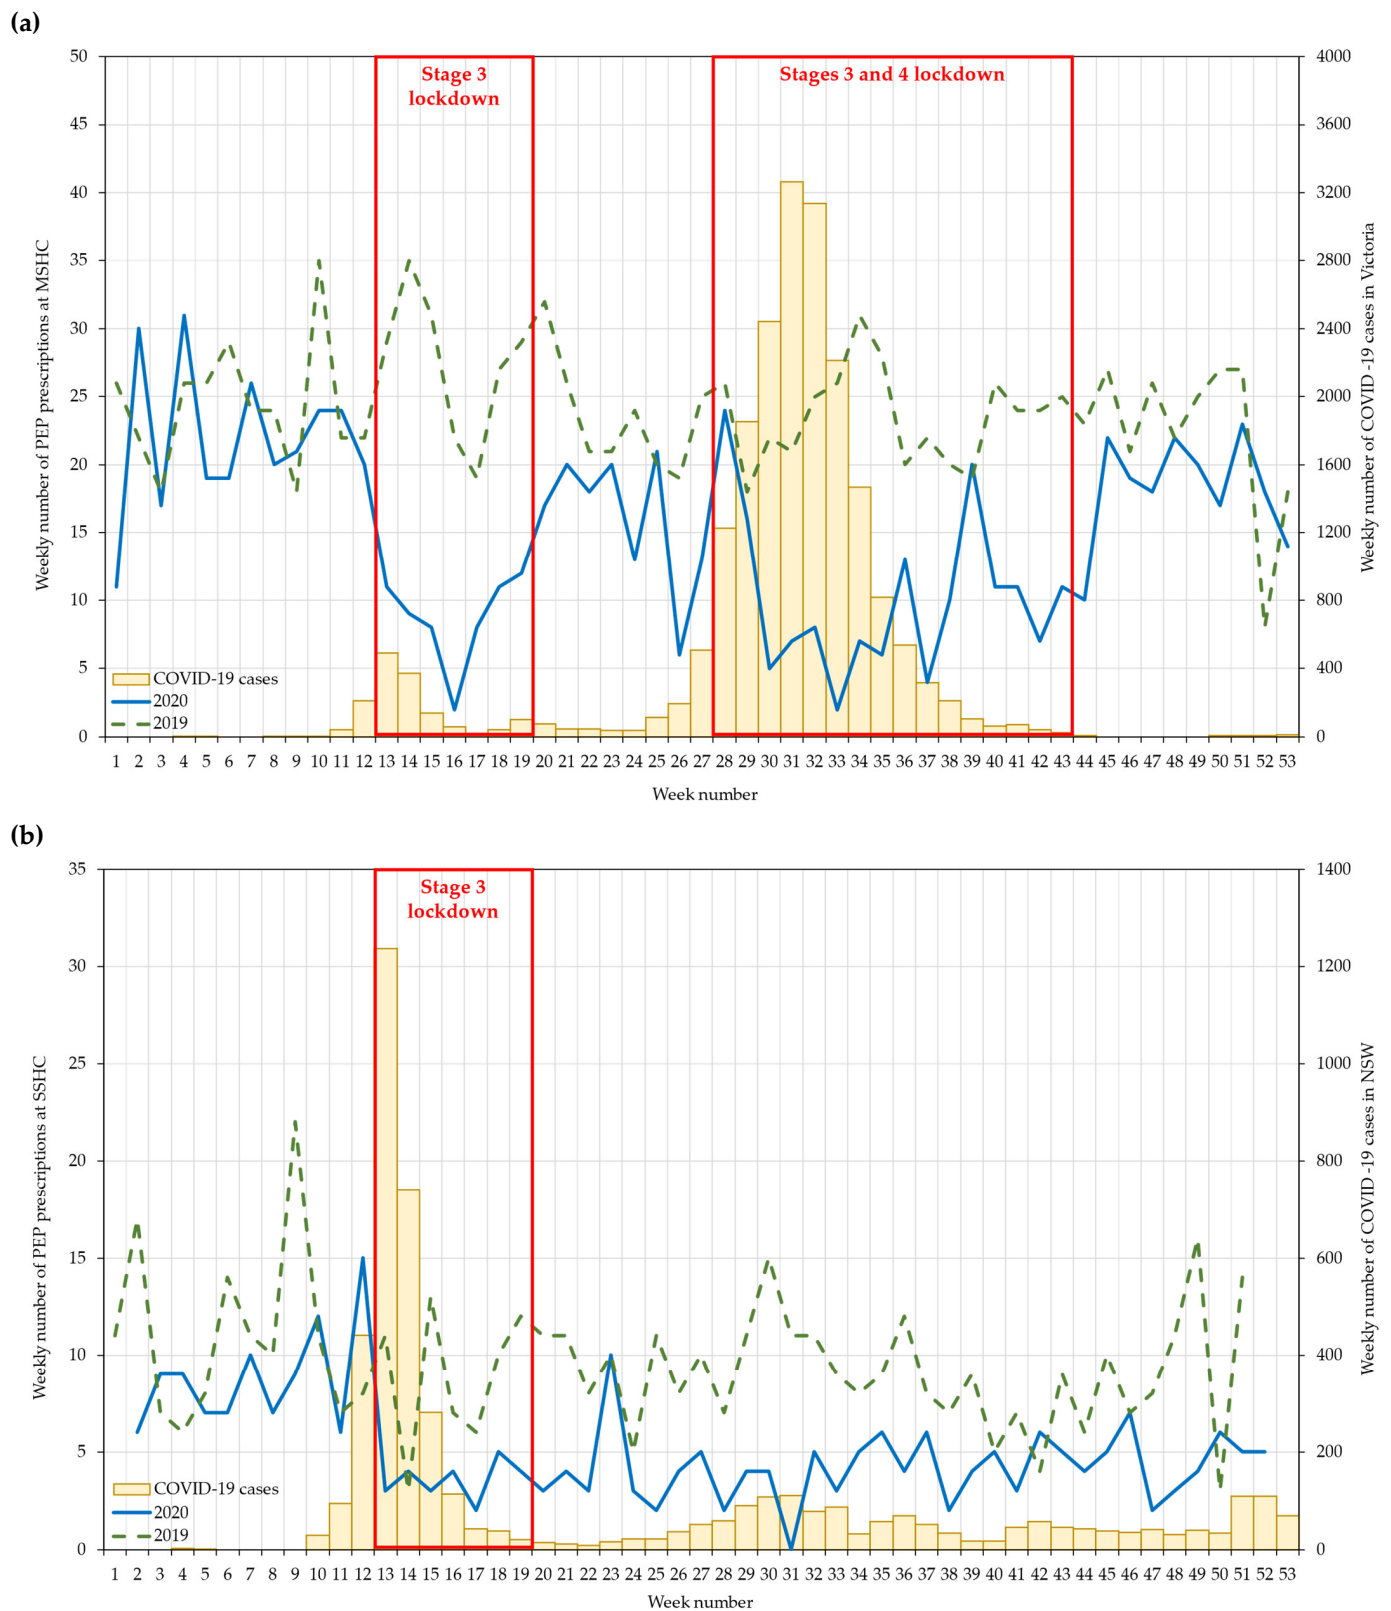 (a)
Stage 3
lockdown
Stages 3 and 4 lockdown
50
45
40
35
30
25
20
15
10
5
0
4000
3600
3200
2800
2400
2000
1600
1200
800
400
0
Weekly number of PEP prescriptions at MSHC
Weekly number of COVID -19 cases in Victoria
COVID-19 cases
2020
2019
1 2 3 4 5 6 7 8 9 10 11 12 13 14 15 16 17 18 19 20 21 22 23 24 25 26 27 28 29 30 31 32 33 34 35 36 37 38 39 40 41 42 43 44 45 46 47 48 49 50 51 52 53
Week number
(b)
Stage 3
lockdown
35
30
25
20
15
10
5
0
1400
1200
1000
800
600
400
200
0
Weekly number of PEP prescriptions at SSHC
Weekly number of COVID -19 cases in NSW
COVID-19 cases
2020
2019
1 2 3 4 5 6 7 8 9 10 11 12 13 14 15 16 17 18 19 20 21 22 23 24 25 26 27 28 29 30 31 32 33 34 35 36 37 38 39 40 41 42 43 44 45 46 47 48 49 50 51 52 53
Week number